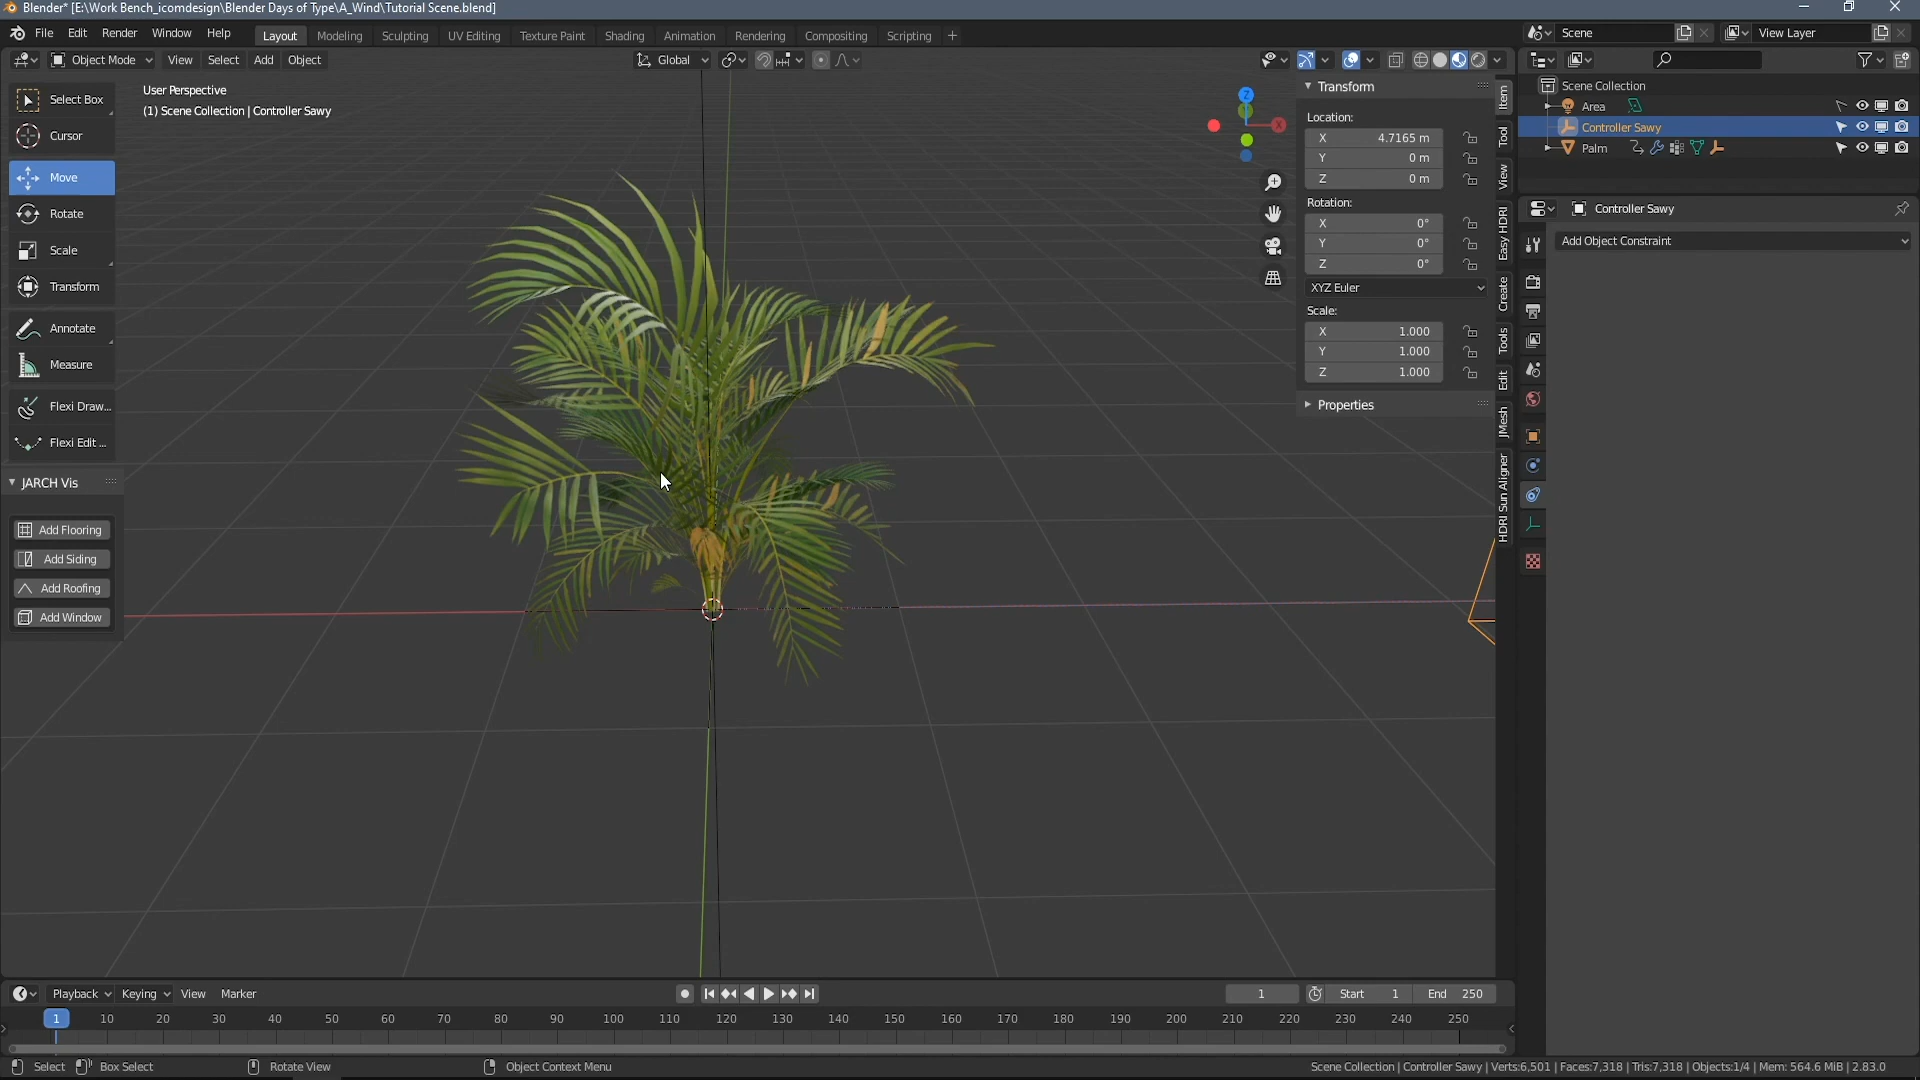 Blender* [E:\Work Bench_icomdesign\Blender Days of Type\A_Wind\Tutorial Scene.blend]
File Edit Render Window Help Layout Modeling Sculpting UV Editing Texture Paint Shading Animation Rendering Compositing Scripting + Scene View Layer
Object Mode View Select Add Object Global
User Perspective
(1) Scene Collection | Controller Sawy
Select Box
Cursor
Move
Rotate
Scale
Transform
Annotate
Measure
Flexi Draw...
Flexi Edit ...
JARCH Vis
Add Flooring
Add Siding
Add Roofing
Add Window
Z
X
Transform
Location:
X 4.7165 m
Y 0 m
Z 0 m
Rotation:
X 0°
Y 0°
Z 0°
XYZ Euler
Scale:
X 1.000
Y 1.000
Z 1.000
Properties
Item
Tool
View
Easy HDRI
Create
Tools
Edit
JMesh
HDRI Sun Aligner
Scene Collection
Area
Controller Sawy
Palm
Controller Sawy
Add Object Constraint
Playback Keying View Marker 1 Start 1 End 250
1 10 20 30 40 50 60 70 80 90 100 110 120 130 140 150 160 170 180 190 200 210 220 230 240 250
Select Box Select Rotate View Object Context Menu Scene Collection | Controller Sawy | Verts:6,501 | Faces:7,318 | Tris:7,318 | Objects:1/4 | Mem: 564.6 MiB | 2.83.0